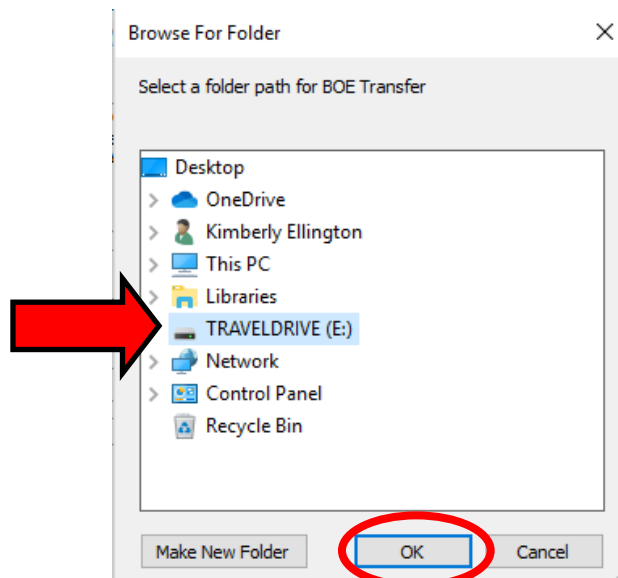 Browse For Folder
Select a folder path for BOE Transfer
Desktop
OneDrive
Kimberly Ellington
This PC
Libraries
TRAVELDRIVE (E:)
Network
Control Panel
Recycle Bin
Make New Folder OK Cancel